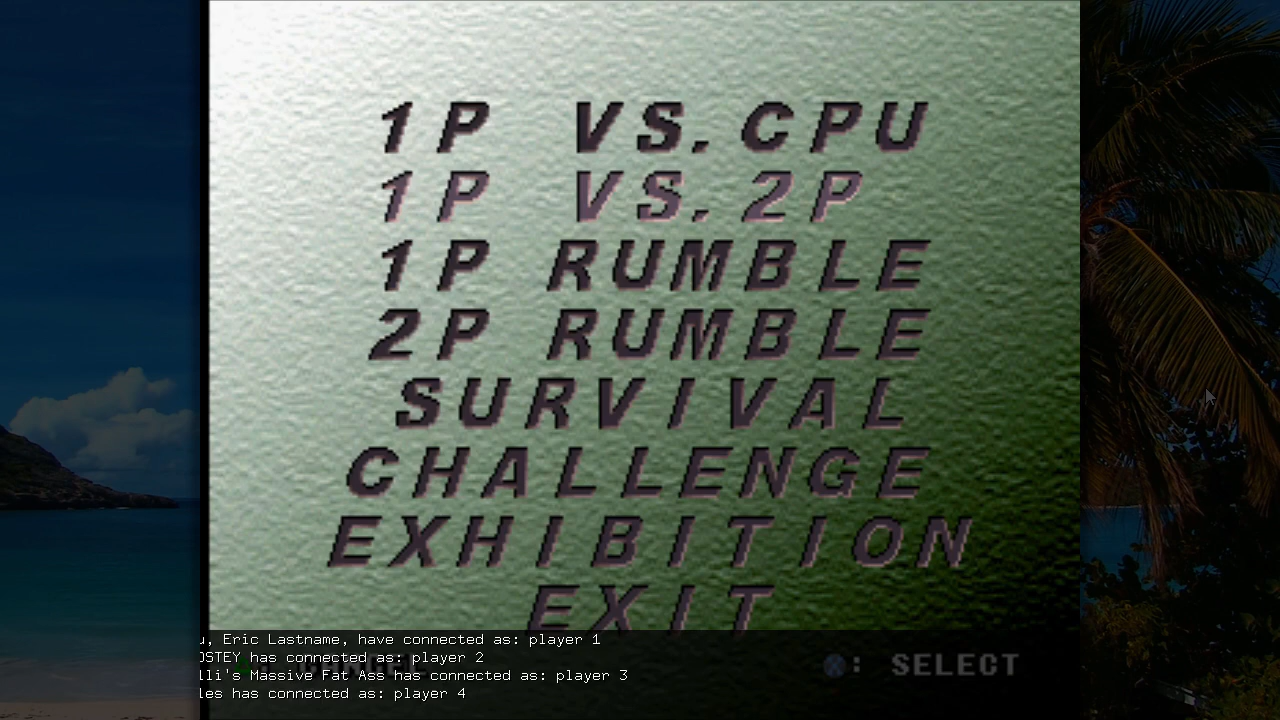 1P VS.CPU
1P VS.2P
1P RUMBLE
2P RUMBLE
SURVIVAL
CHALLENGE
EXHIBITION
EXIT
Eric Lastname, have connected as: player 1
has connected as: player 2
Massive Fat Ass has connected as: player 3
has connected as: player 4
: SELECT